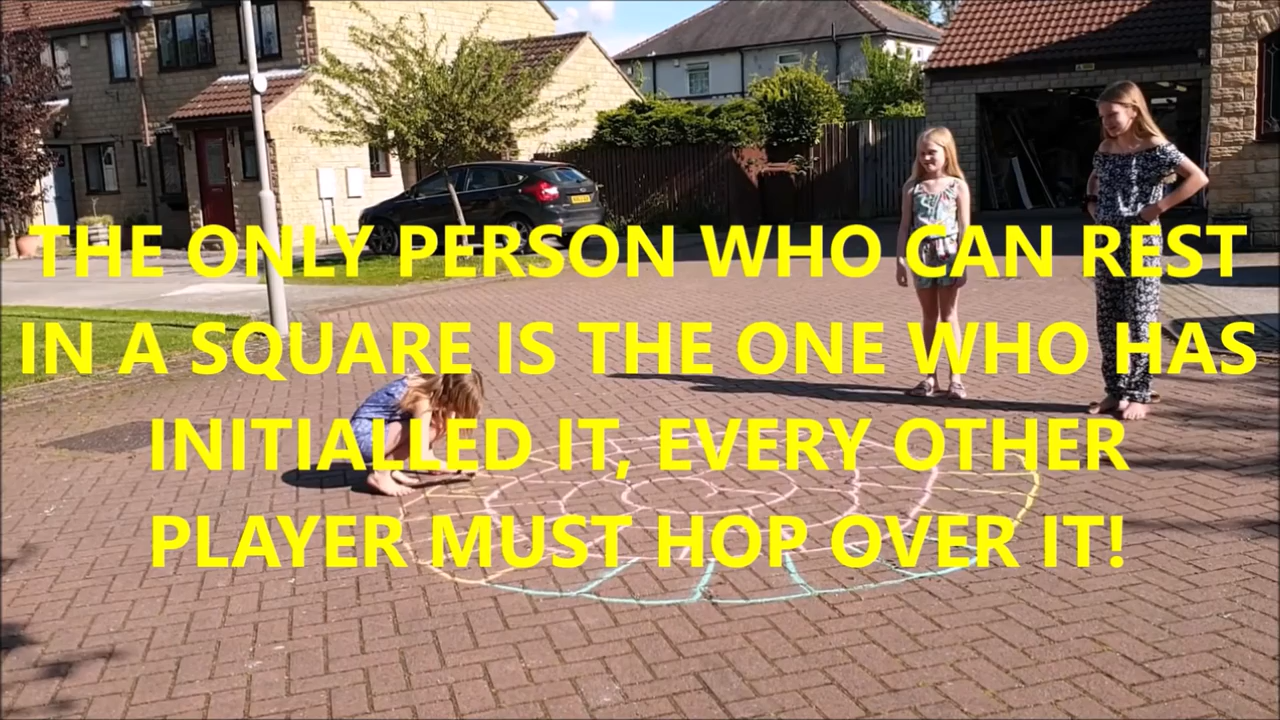 THE ONLY PERSON WHO CAN REST
IN A SQUARE IS THE ONE WHO HAS
INITIALLED IT, EVERY OTHER
PLAYER MUST HOP OVER IT!